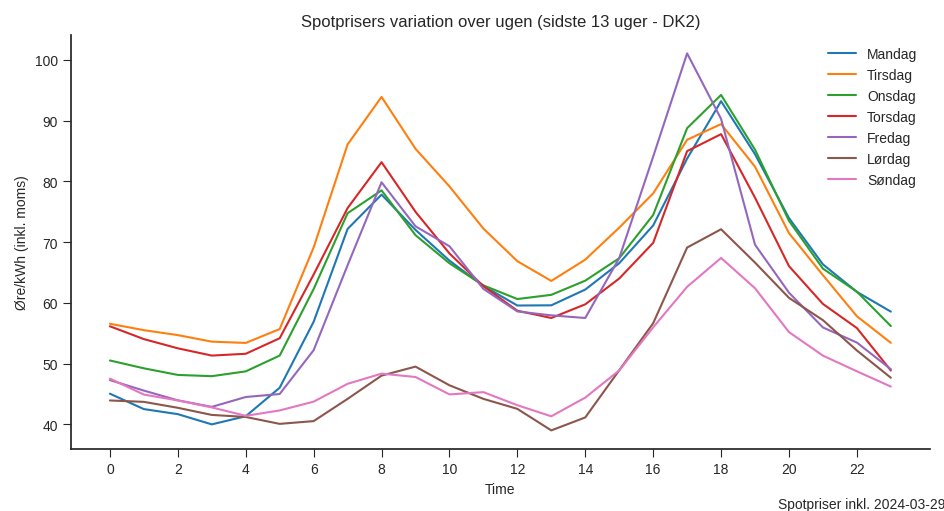 Spotprisers variation over ugen (sidste 13 uger - DK2)
Øre/kWh (inkl. moms)
100
90
80
70
60
50
40
Mandag
Tirsdag
Onsdag
Torsdag
Fredag
Lørdag
Søndag
0 2 4 6 8 10 12 14 16 18 20 22
Time
Spotpriser inkl. 2024-03-29